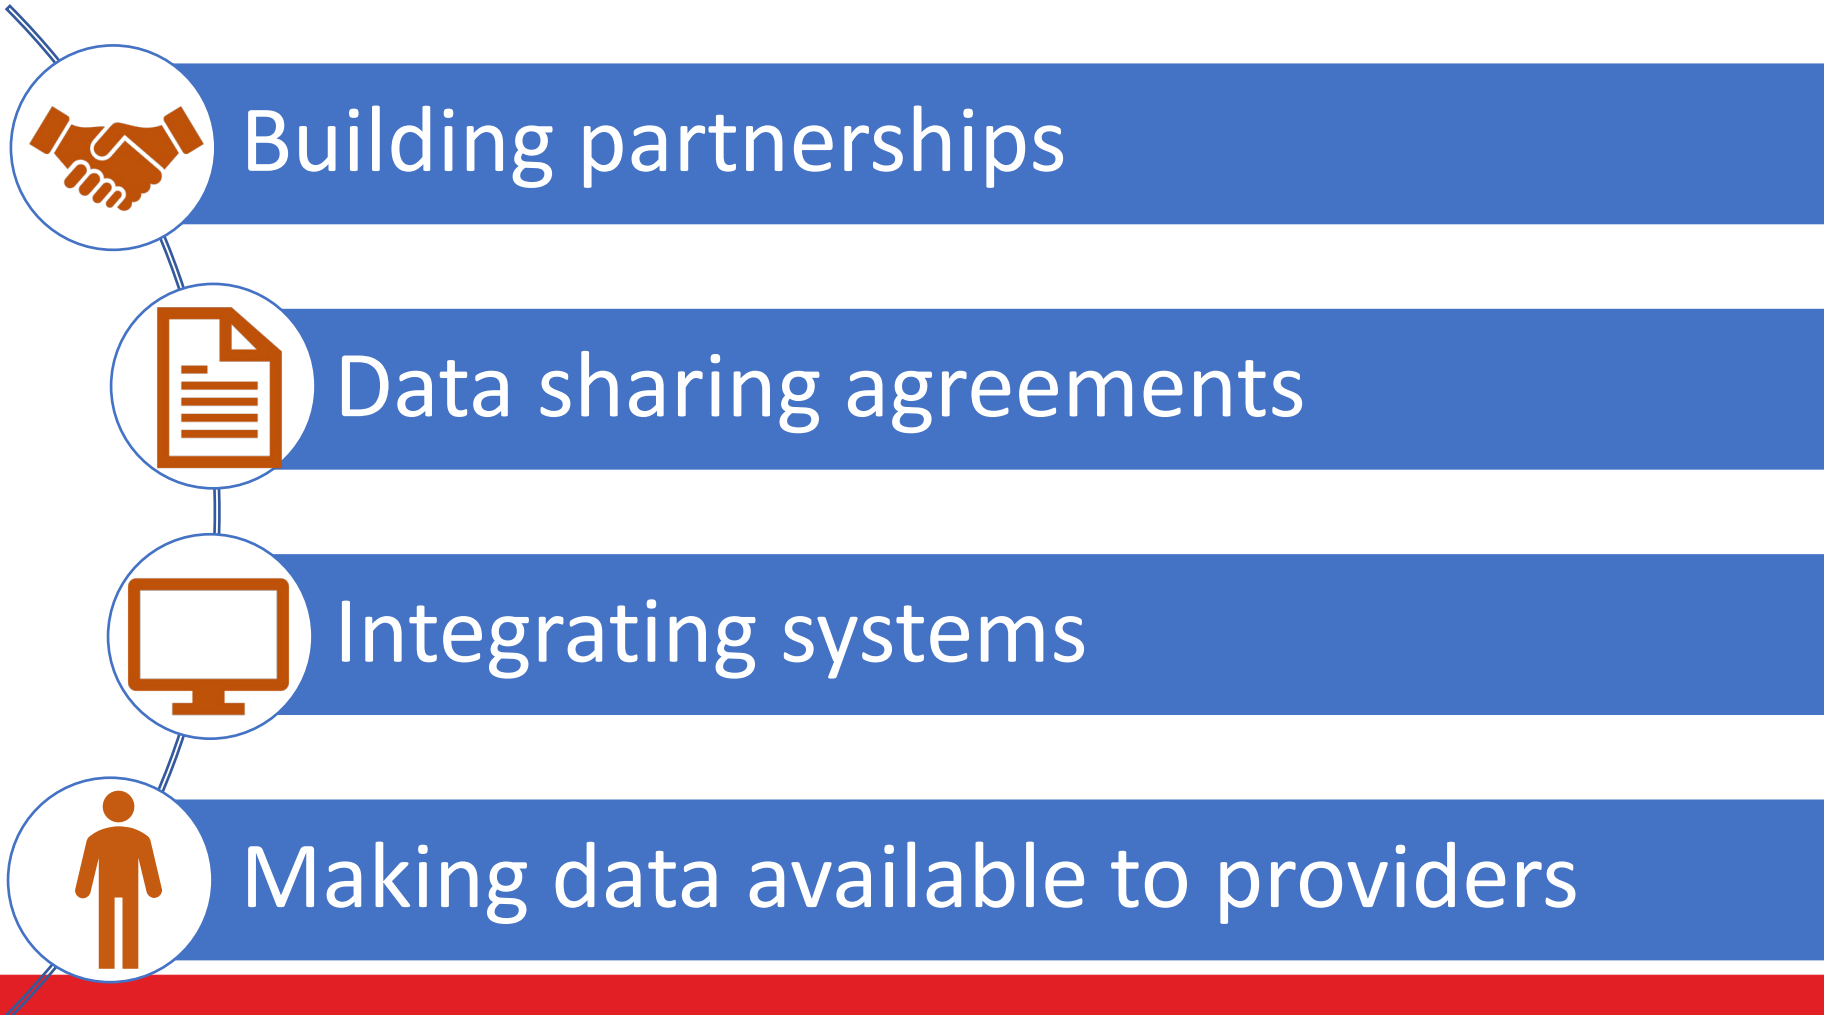 Building partnerships
Data sharing agreements
Integrating systems
Making data available to providers